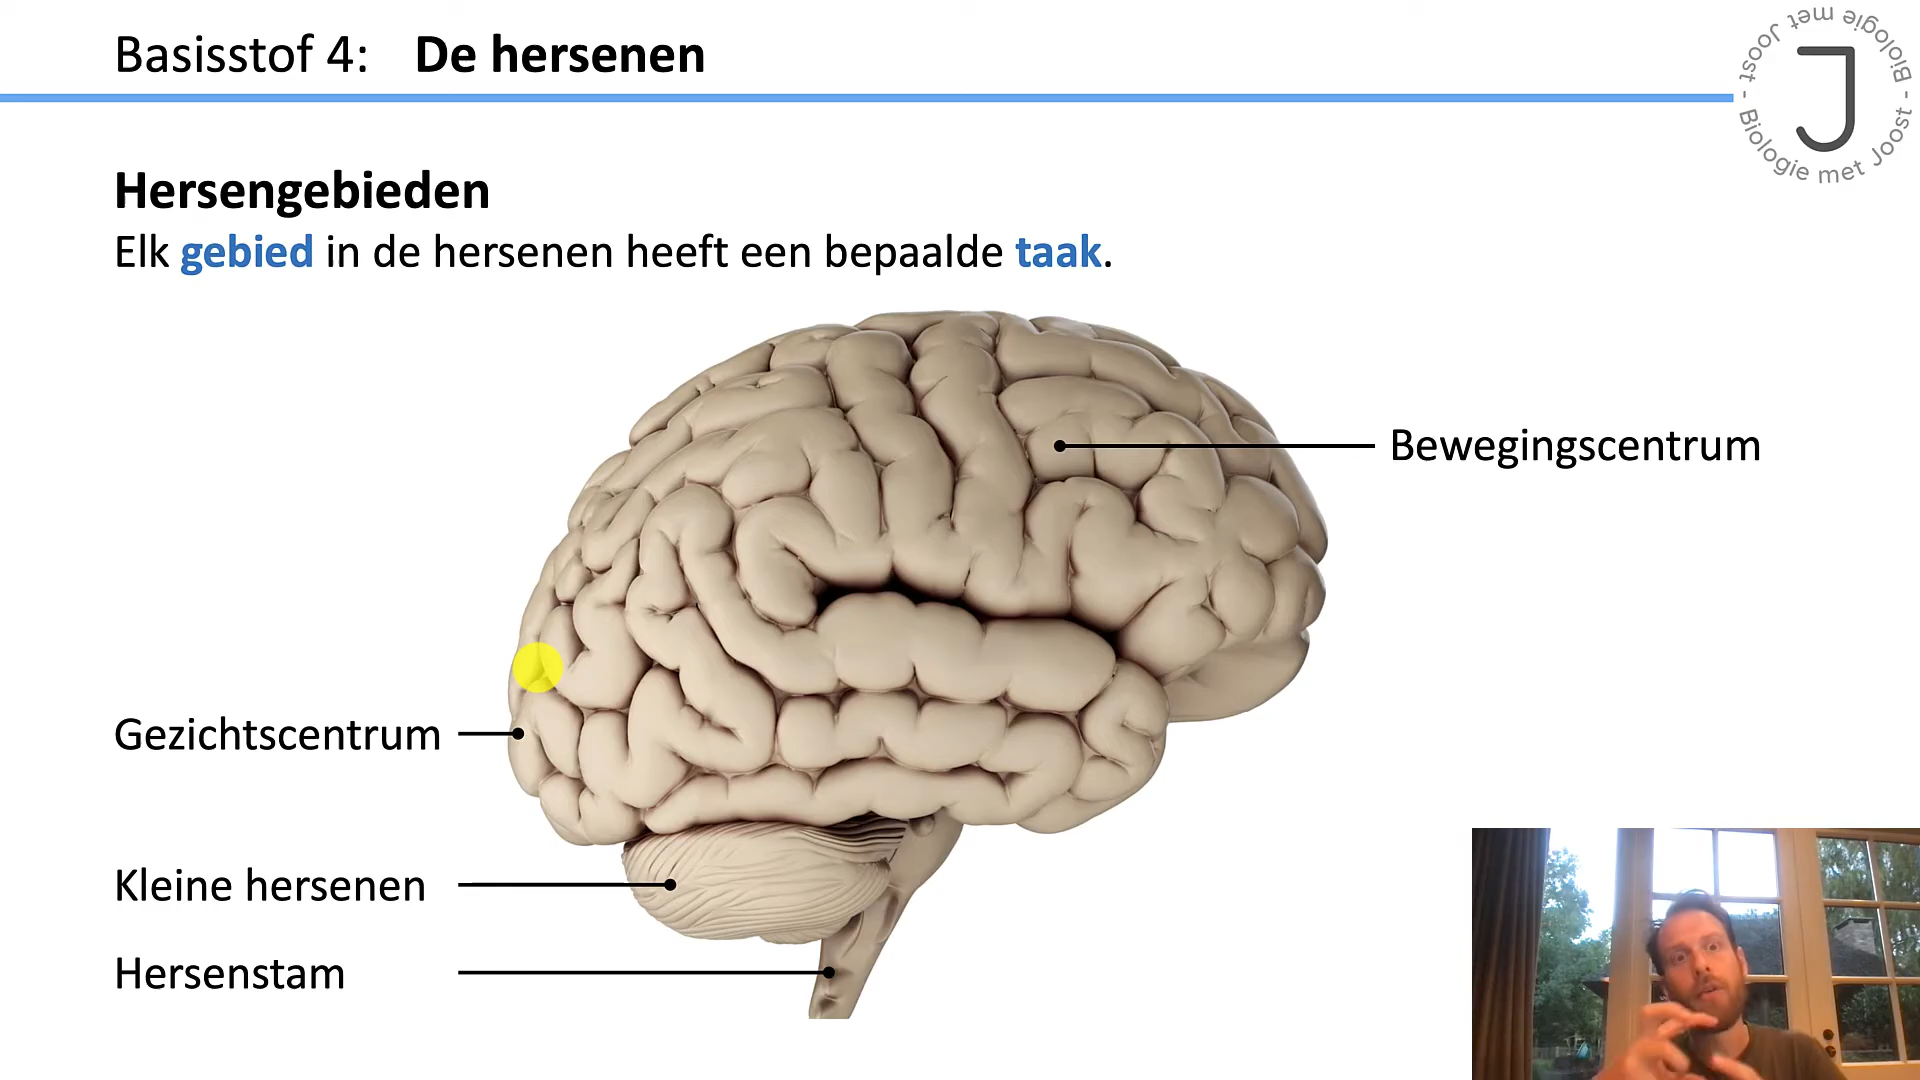 Basisstof 4: De hersenen
Biologie met Joost - Biologie met Joost -
J
Hersengebieden
Elk gebied in de hersenen heeft een bepaalde taak.
Bewegingscentrum
Gezichtscentrum
Kleine hersenen
Hersenstam